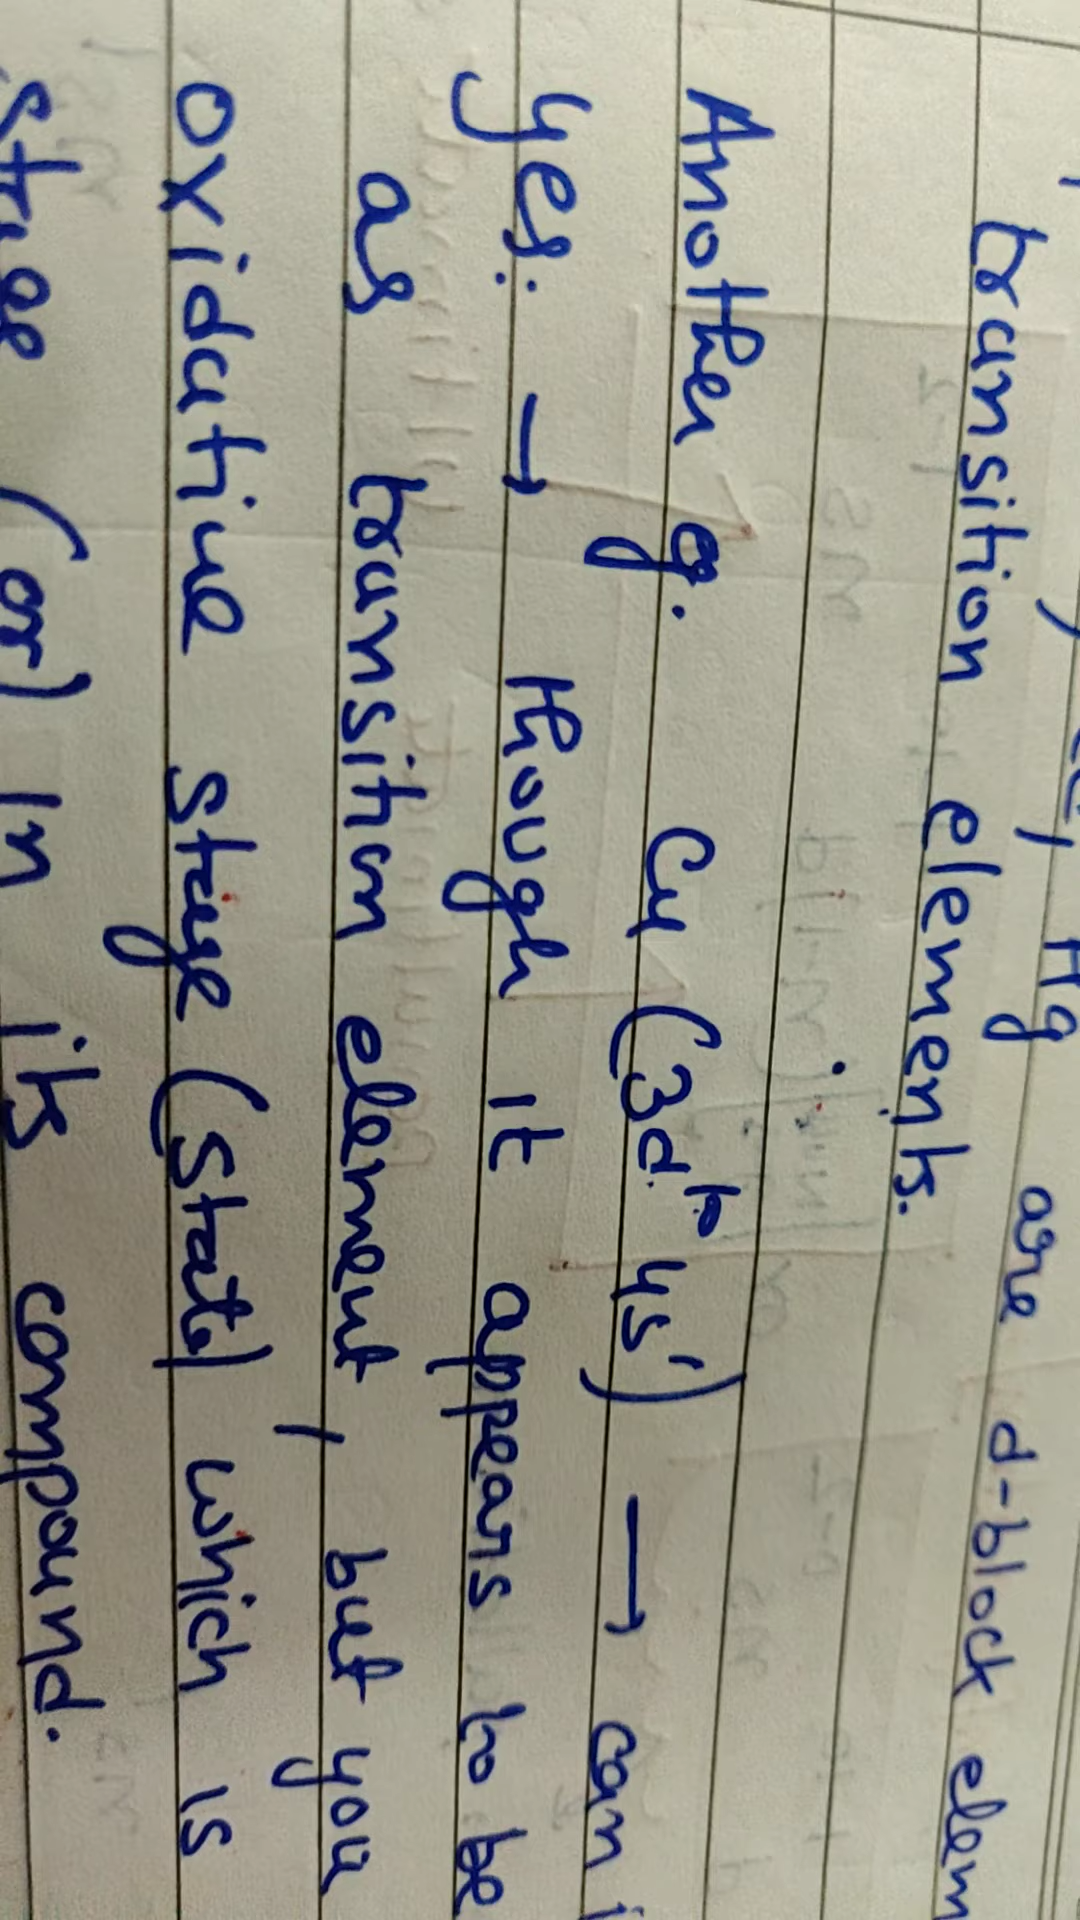 , Hg are d-block elem
transition elements.
Another eg. Cu (3d¹⁰ 4s¹) → can i
yes. → though it appears to be
as transition element, but you
oxidative stage (state) which is
stage (or) in its compound.